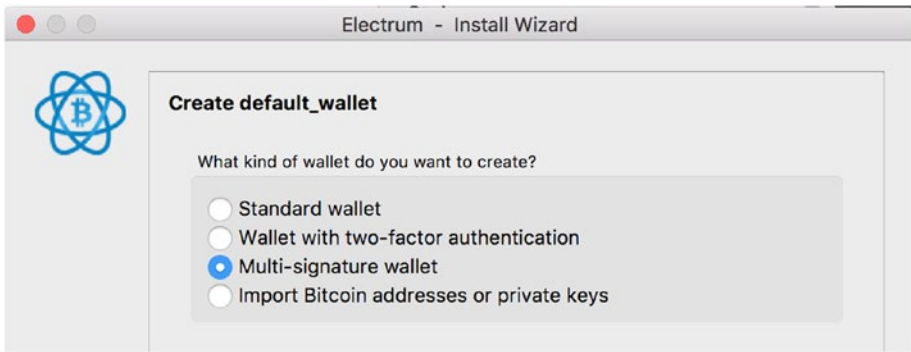 Electrum - Install Wizard
Create default_wallet
What kind of wallet do you want to create?
Standard wallet
Wallet with two-factor authentication
Multi-signature wallet
Import Bitcoin addresses or private keys